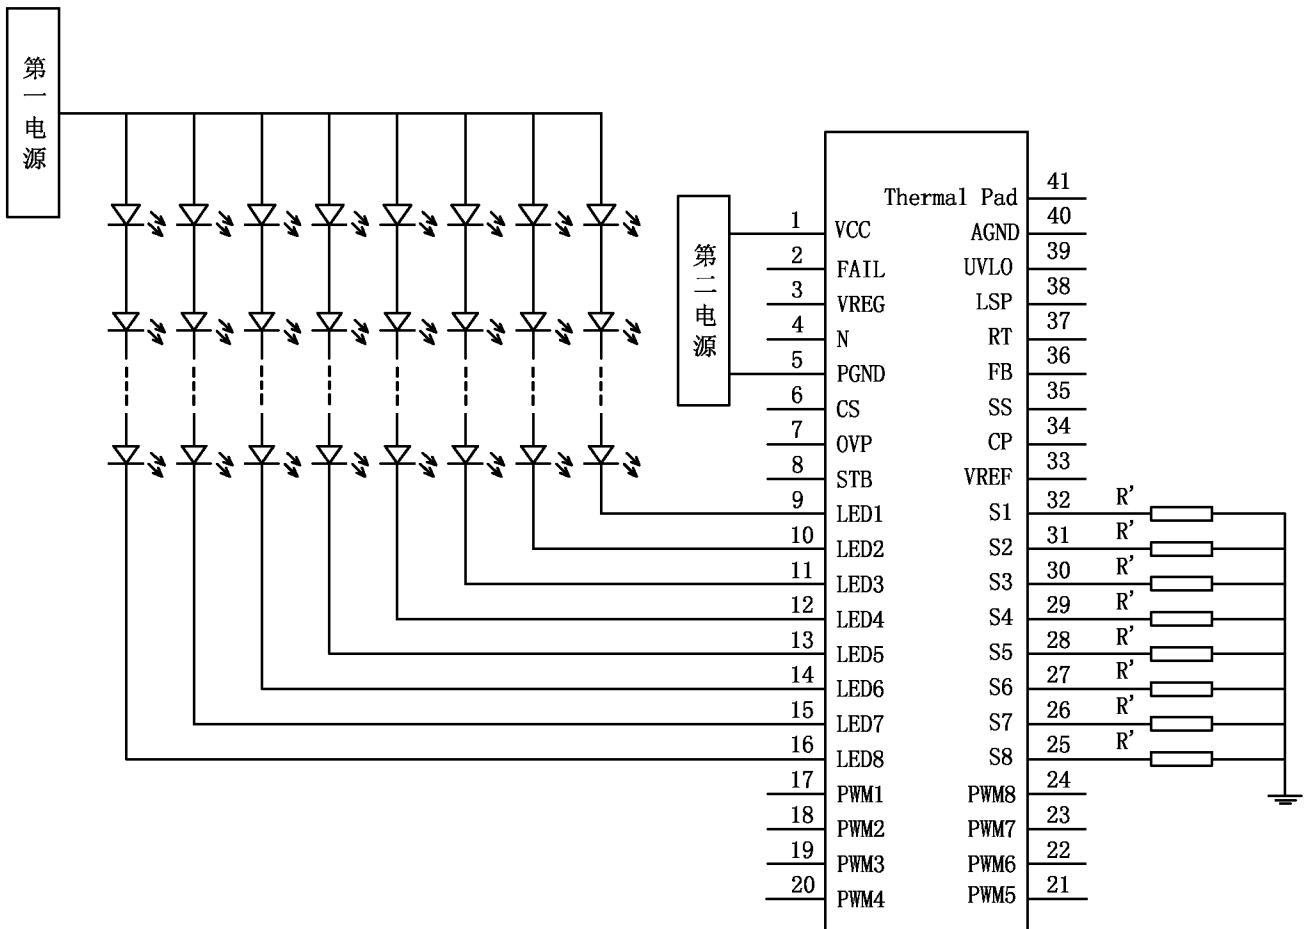 第一电源
第二电源
Thermal Pad 41
1 VCC AGND 40
2 FAIL UVLO 39
3 VREG LSP 38
4 N RT 37
5 PGND FB 36
6 CS SS 35
7 OVP CP 34
8 STB VREF 33
9 LED1 S1 32 R'
10 LED2 S2 31 R'
11 LED3 S3 30 R'
12 LED4 S4 29 R'
13 LED5 S5 28 R'
14 LED6 S6 27 R'
15 LED7 S7 26 R'
16 LED8 S8 25 R'
17 PWM1 PWM8 24
18 PWM2 PWM7 23
19 PWM3 PWM6 22
20 PWM4 PWM5 21